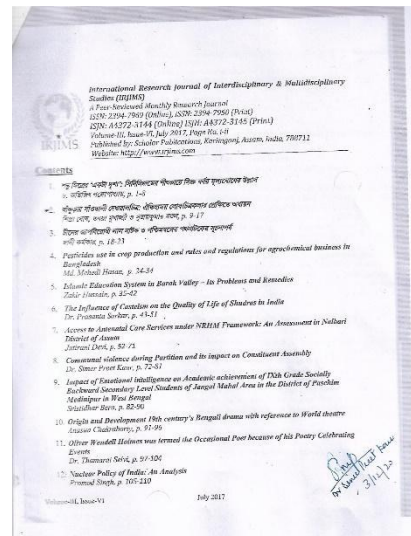 International Research Journal of Interdisciplinary & Multidisciplinary
Studies (IRJIMS)
A Peer-Reviewed Monthly Research Journal
ISSN: 2394-7969 (Online), ISSN: 2394-7950 (Print)
ISJN: A4372-3144 (Online) ISJN: A4372-3145 (Print)
Volume-III, Issue-VI, July 2017, Page No. i-ii
Published by: Scholar Publications, Karimganj, Assam, India, 788711
Website: http://www.irjims.com
IRJIMS
Contents
1.
p. 1-8
2.
p. 9-17
3.
p. 18-23
4. Pesticides use in crop production and rules and regulations for agrochemical business in
Bangladesh
Md. Mehedi Hasan, p. 24-34
5. Islamic Education System in Barak Valley – Its Problems and Remedies
Zakir Hussain, p. 35-42
6. The Influence of Casteism on the Quality of Life of Shudras in India
Dr. Prasanta Sarkar, p. 43-51
7. Access to Antenatal Care Services under NRHM Framework: An Assessment in Nalbari
District of Assam
Jutirani Devi, p. 52-71
8. Communal violence during Partition and its impact on Constituent Assembly
Dr. Simar Preet Kaur, p. 72-81
9. Impact of Emotional intelligence on Academic achievement of IXth Grade Socially
Backward Secondary Level Students of Jangal Mahal Area in the District of Paschim
Medinipur in West Bengal
Bera, p. 82-90
10. Origin and Development 19th century's Bengali drama with reference to World theatre
Chakraborty, p. 91-96
11. Oliver Wendell Holmes was termed the Occasional Poet because of his Poetry Celebrating
Events
Dr. Thamarai Selvi, p. 97-104
12. Nuclear Policy of India: An Analysis
Pramod Singh, p. 105-110
Volume-III, Issue-VI July 2017
3/12/20